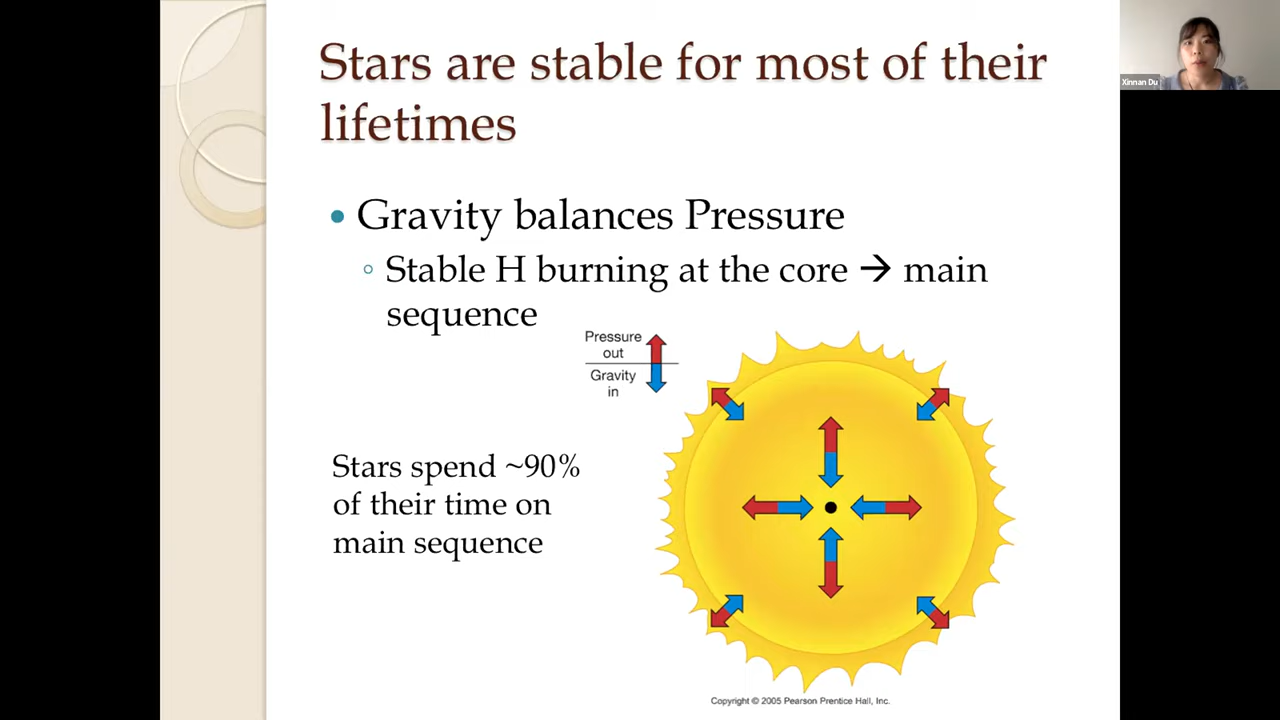 Stars are stable for most of their
lifetimes
Xinnan Du
• Gravity balances Pressure
◦ Stable H burning at the core → main
sequence
Pressure
out
Gravity
in
Stars spend ~90%
of their time on
main sequence
Copyright © 2005 Pearson Prentice Hall, Inc.